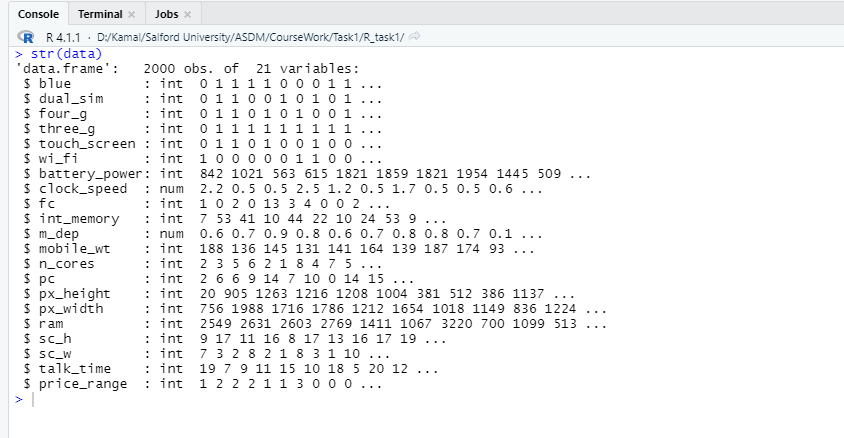 Console Terminal × Jobs ×
R 4.1.1 · D:/Kamal/Salford University/ASDM/CourseWork/Task1/R_task1/
> str(data)
'data.frame':   2000 obs. of  21 variables:
 $ blue         : int  0 1 1 1 1 0 0 0 1 1 ...
 $ dual_sim     : int  0 1 1 0 0 1 0 1 0 1 ...
 $ four_g       : int  0 1 1 0 1 0 1 0 0 1 ...
 $ three_g      : int  0 1 1 1 1 1 1 1 1 1 ...
 $ touch_screen : int  0 1 1 0 1 0 0 1 0 0 ...
 $ wi_fi        : int  1 0 0 0 0 0 1 1 0 0 ...
 $ battery_power: int  842 1021 563 615 1821 1859 1821 1954 1445 509 ...
 $ clock_speed  : num  2.2 0.5 0.5 2.5 1.2 0.5 1.7 0.5 0.5 0.6 ...
 $ fc           : int  1 0 2 0 13 3 4 0 0 2 ...
 $ int_memory   : int  7 53 41 10 44 22 10 24 53 9 ...
 $ m_dep        : num  0.6 0.7 0.9 0.8 0.6 0.7 0.8 0.8 0.7 0.1 ...
 $ mobile_wt    : int  188 136 145 131 141 164 139 187 174 93 ...
 $ n_cores      : int  2 3 5 6 2 1 8 4 7 5 ...
 $ pc           : int  2 6 6 9 14 7 10 0 14 15 ...
 $ px_height    : int  20 905 1263 1216 1208 1004 381 512 386 1137 ...
 $ px_width     : int  756 1988 1716 1786 1212 1654 1018 1149 836 1224 ...
 $ ram          : int  2549 2631 2603 2769 1411 1067 3220 700 1099 513 ...
 $ sc_h         : int  9 17 11 16 8 17 13 16 17 19 ...
 $ sc_w         : int  7 3 2 8 2 1 8 3 1 10 ...
 $ talk_time    : int  19 7 9 11 15 10 18 5 20 12 ...
 $ price_range  : int  1 2 2 2 1 1 3 0 0 0 ...
>